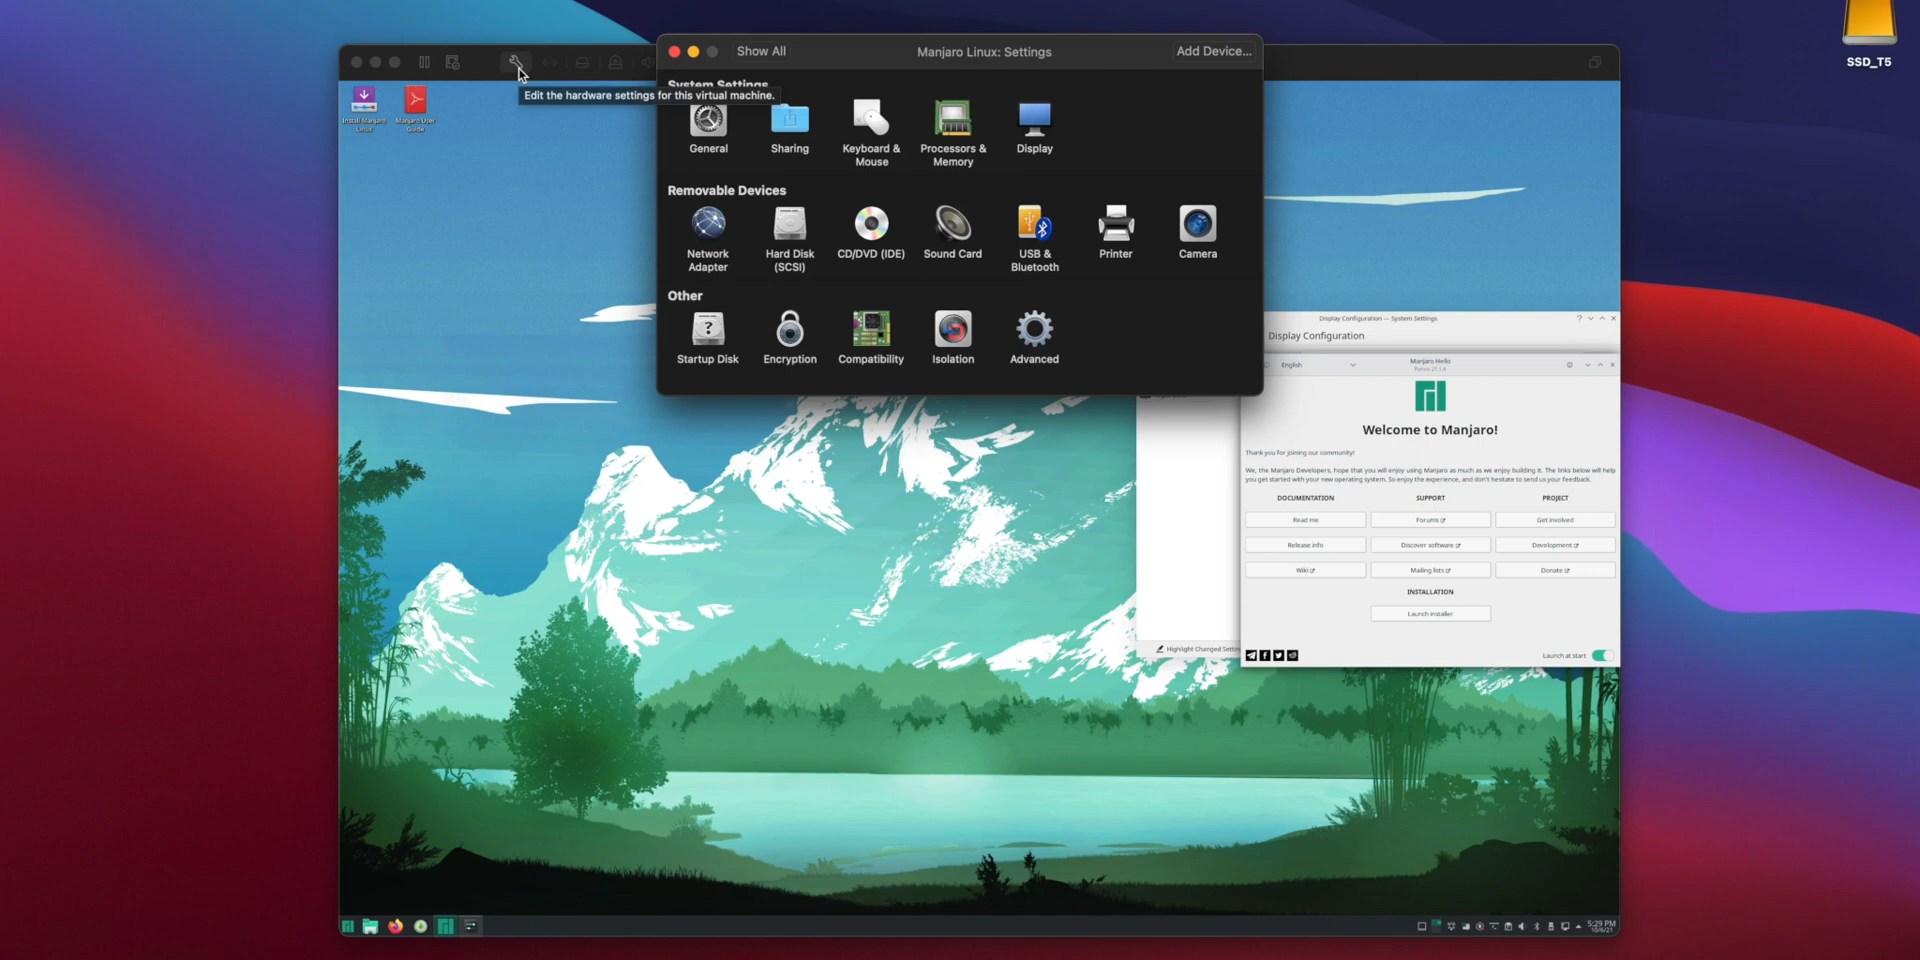 SSD_T5
Show All
Manjaro Linux: Settings
Add Device...
Edit the hardware settings for this virtual machine.
System Settings
General
Sharing
Keyboard &
Mouse
Processors &
Memory
Display
Removable Devices
Network
Adapter
Hard Disk
(SCSI)
CD/DVD (IDE)
Sound Card
USB &
Bluetooth
Printer
Camera
Other
Startup Disk
Encryption
Compatibility
Isolation
Advanced
Install Manjaro
Linux
Manjaro User
Guide
Display Configuration — System Settings
Display Configuration
English
Manjaro Hello
Welcome to Manjaro!
Thank you for joining our community!
We, the Manjaro Developers, hope that you will enjoy using Manjaro as much as we enjoy building it. The links below will help
you get started with your new operating system. So enjoy the experience, and don't hesitate to send us your feedback.
DOCUMENTATION
SUPPORT
PROJECT
Read me
Forums
Get involved
Release info
Discover software
Development
Wiki
Mailing lists
Donate
INSTALLATION
Launch installer
Launch at start
Highlight Changed
5:29 PM
10/6/21